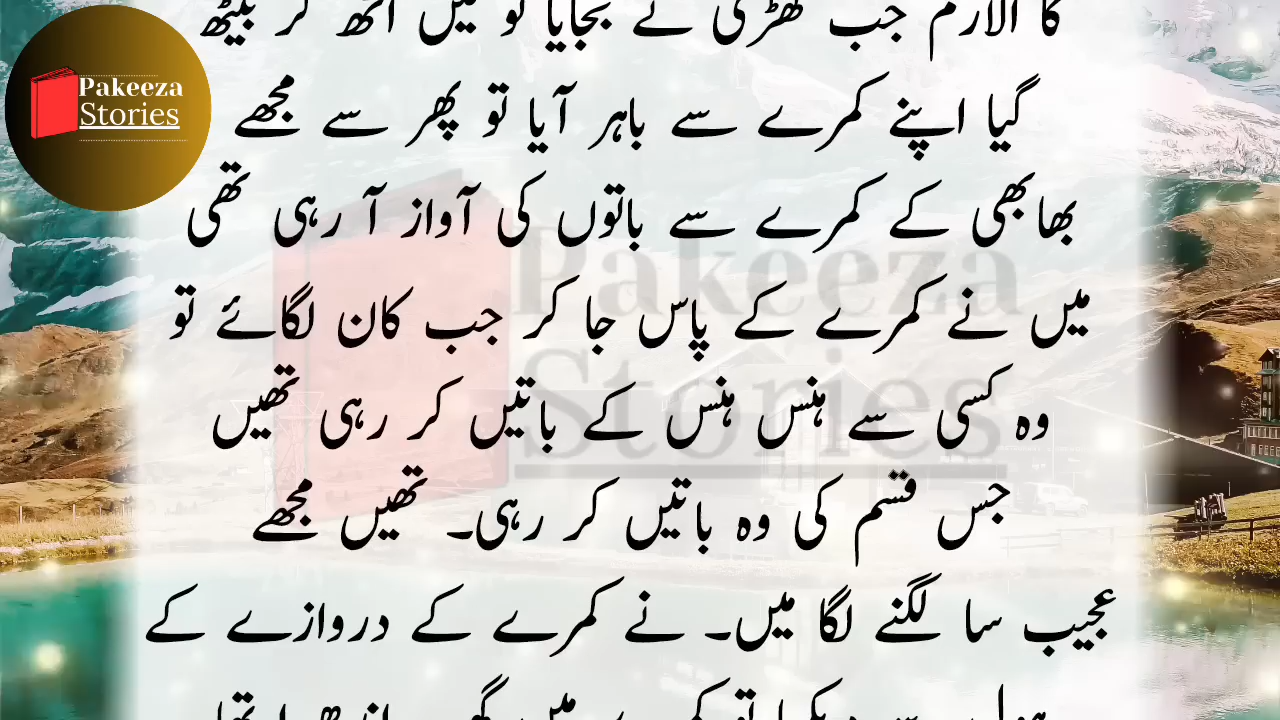 Pakeeza
Stories
کا الارم جب گھڑی نے بجایا تو میں اٹھ کر بیٹھ
گیا اپنے کمرے سے باہر آیا تو پھر سے مجھے
بھابھی کے کمرے سے باتوں کی آواز آ رہی تھی
میں نے کمرے کے پاس جا کر جب کان لگائے تو
وہ کسی سے ہنس ہنس کے باتیں کر رہی تھیں
جس قسم کی وہ باتیں کر رہی۔ تھیں مجھے
عجیب سا لگنے لگا میں۔ نے کمرے کے دروازے کے
Pakeeza
Stories